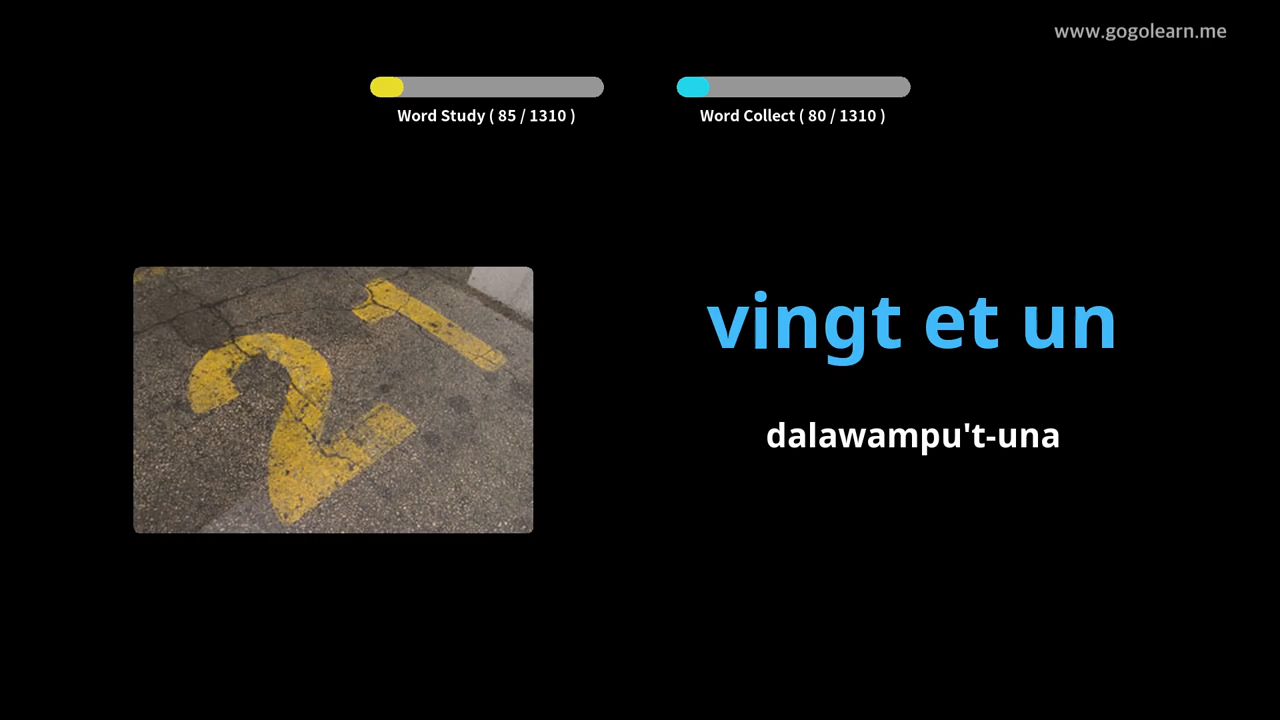 www.gogolearn.me
Word Study ( 85 / 1310 )
Word Collect ( 80 / 1310 )
21
vingt et un
dalawampu't-una